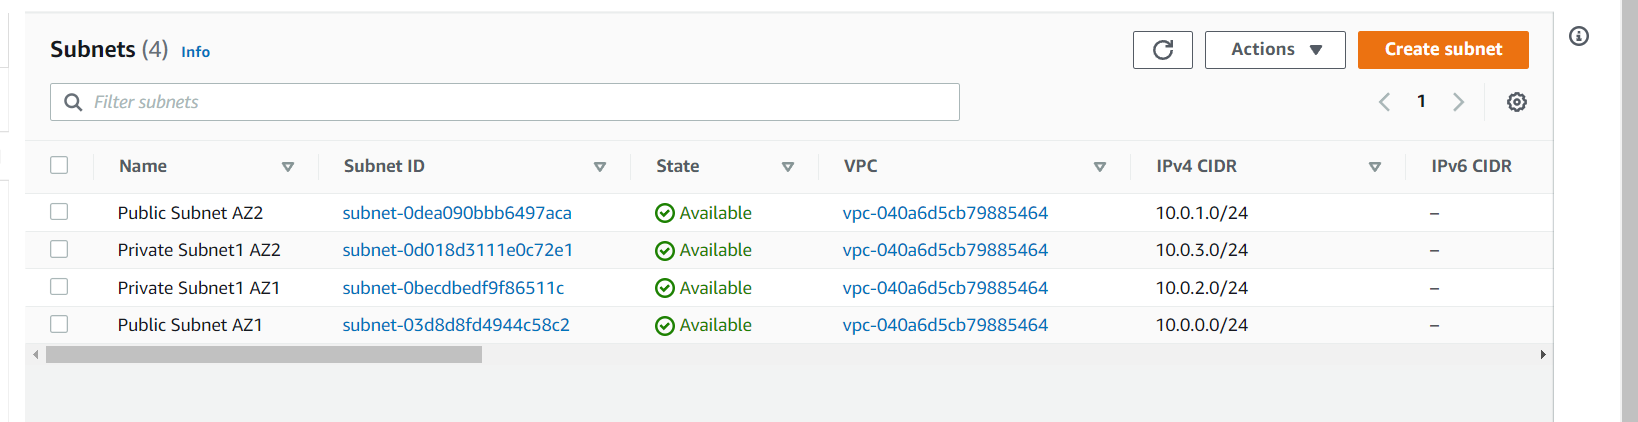 Subnets (4) Info
Actions Create subnet
Filter subnets
1
Name Subnet ID State VPC IPv4 CIDR IPv6 CIDR
Public Subnet AZ2 subnet-0dea090bbb6497aca Available vpc-040a6d5cb79885464 10.0.1.0/24 –
Private Subnet1 AZ2 subnet-0d018d3111e0c72e1 Available vpc-040a6d5cb79885464 10.0.3.0/24 –
Private Subnet1 AZ1 subnet-0becdbedf9f86511c Available vpc-040a6d5cb79885464 10.0.2.0/24 –
Public Subnet AZ1 subnet-03d8d8fd4944c58c2 Available vpc-040a6d5cb79885464 10.0.0.0/24 –